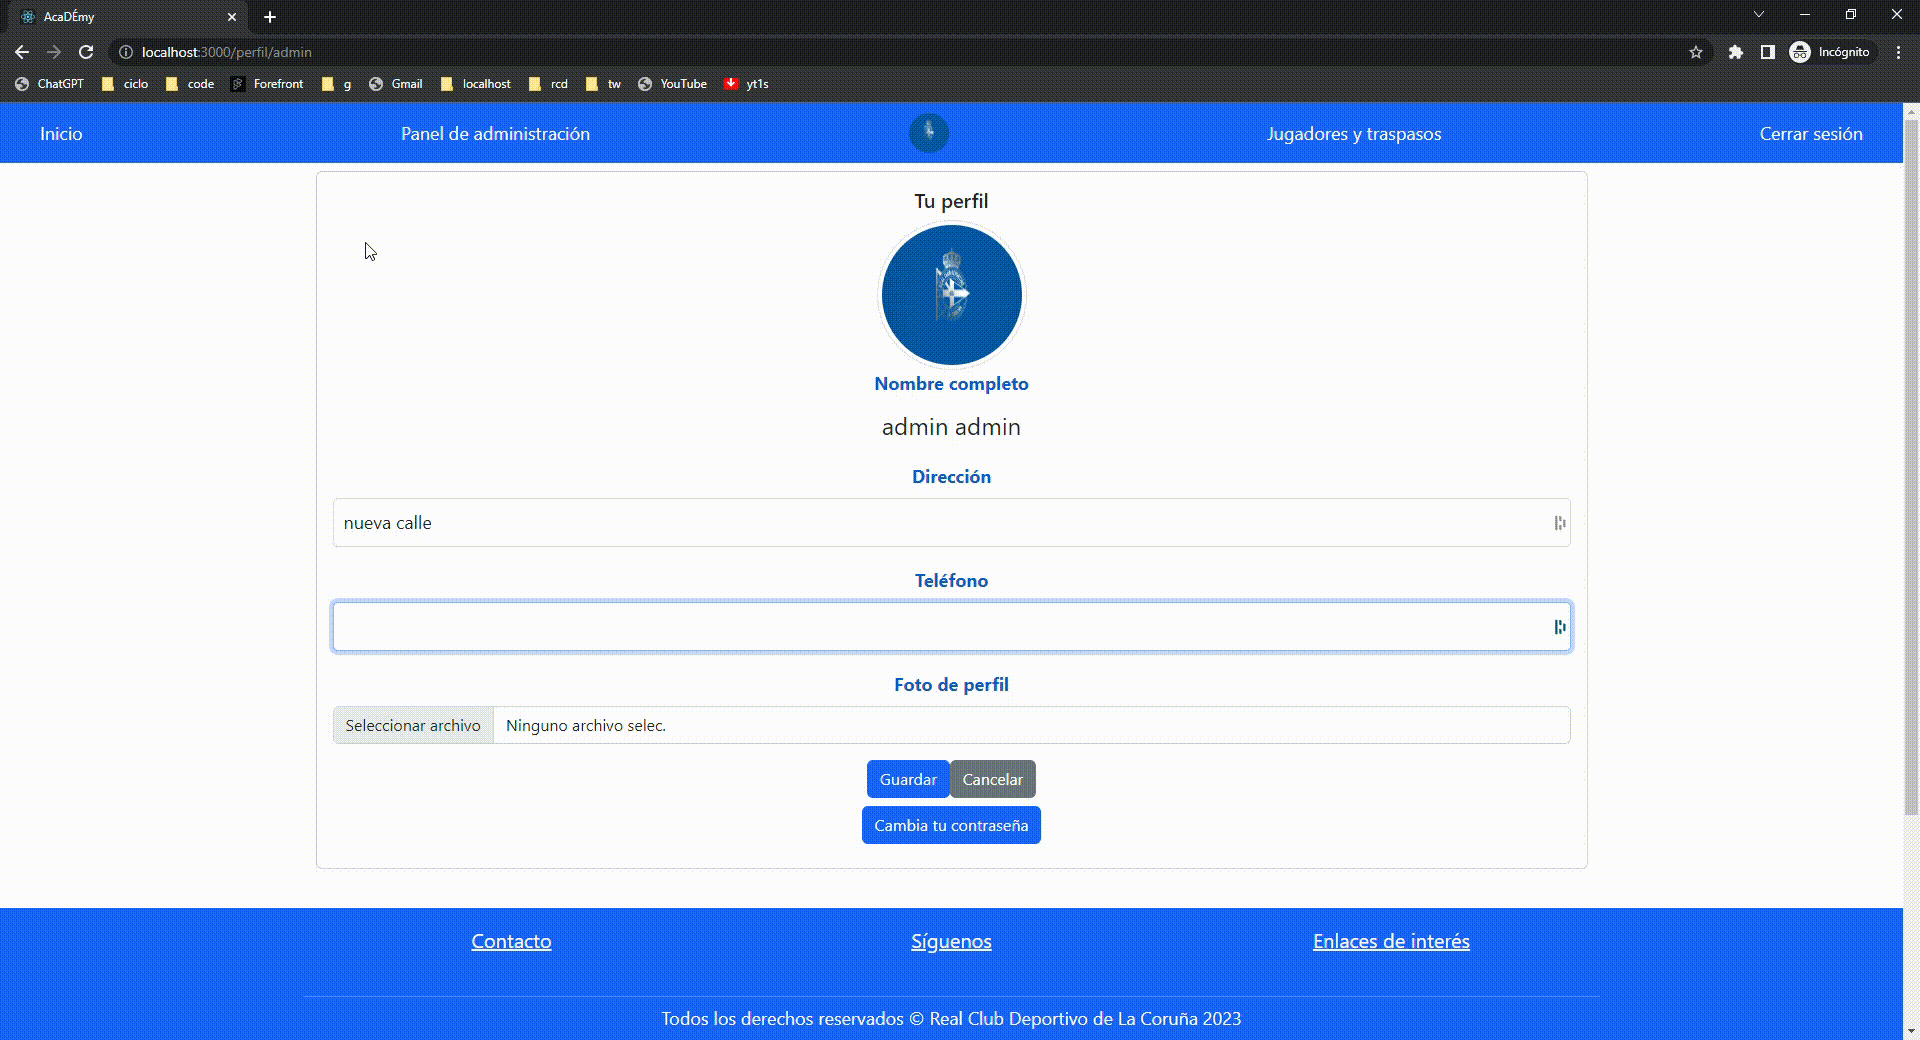 AcaDÉmy
localhost:3000/perfil/admin
Incógnito
ChatGPT ciclo code Forefront g Gmail localhost rcd tw YouTube yt1s
Inicio Panel de administración Jugadores y traspasos Cerrar sesión
Tu perfil
Nombre completo
admin admin
Dirección
nueva calle
Teléfono
Foto de perfil
Seleccionar archivo Ninguno archivo selec.
Guardar Cancelar
Cambia tu contraseña
Contacto Síguenos Enlaces de interés
Todos los derechos reservados © Real Club Deportivo de La Coruña 2023